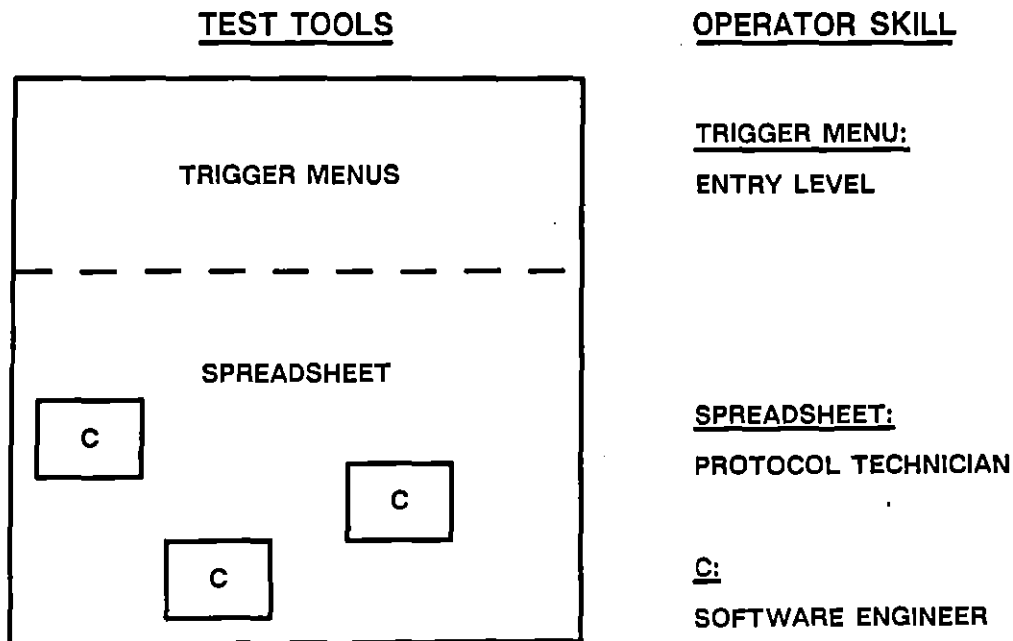 TEST TOOLS
TRIGGER MENUS
SPREADSHEET
C
C
C
OPERATOR SKILL
TRIGGER MENU:
ENTRY LEVEL
SPREADSHEET:
PROTOCOL TECHNICIAN
C:
SOFTWARE ENGINEER